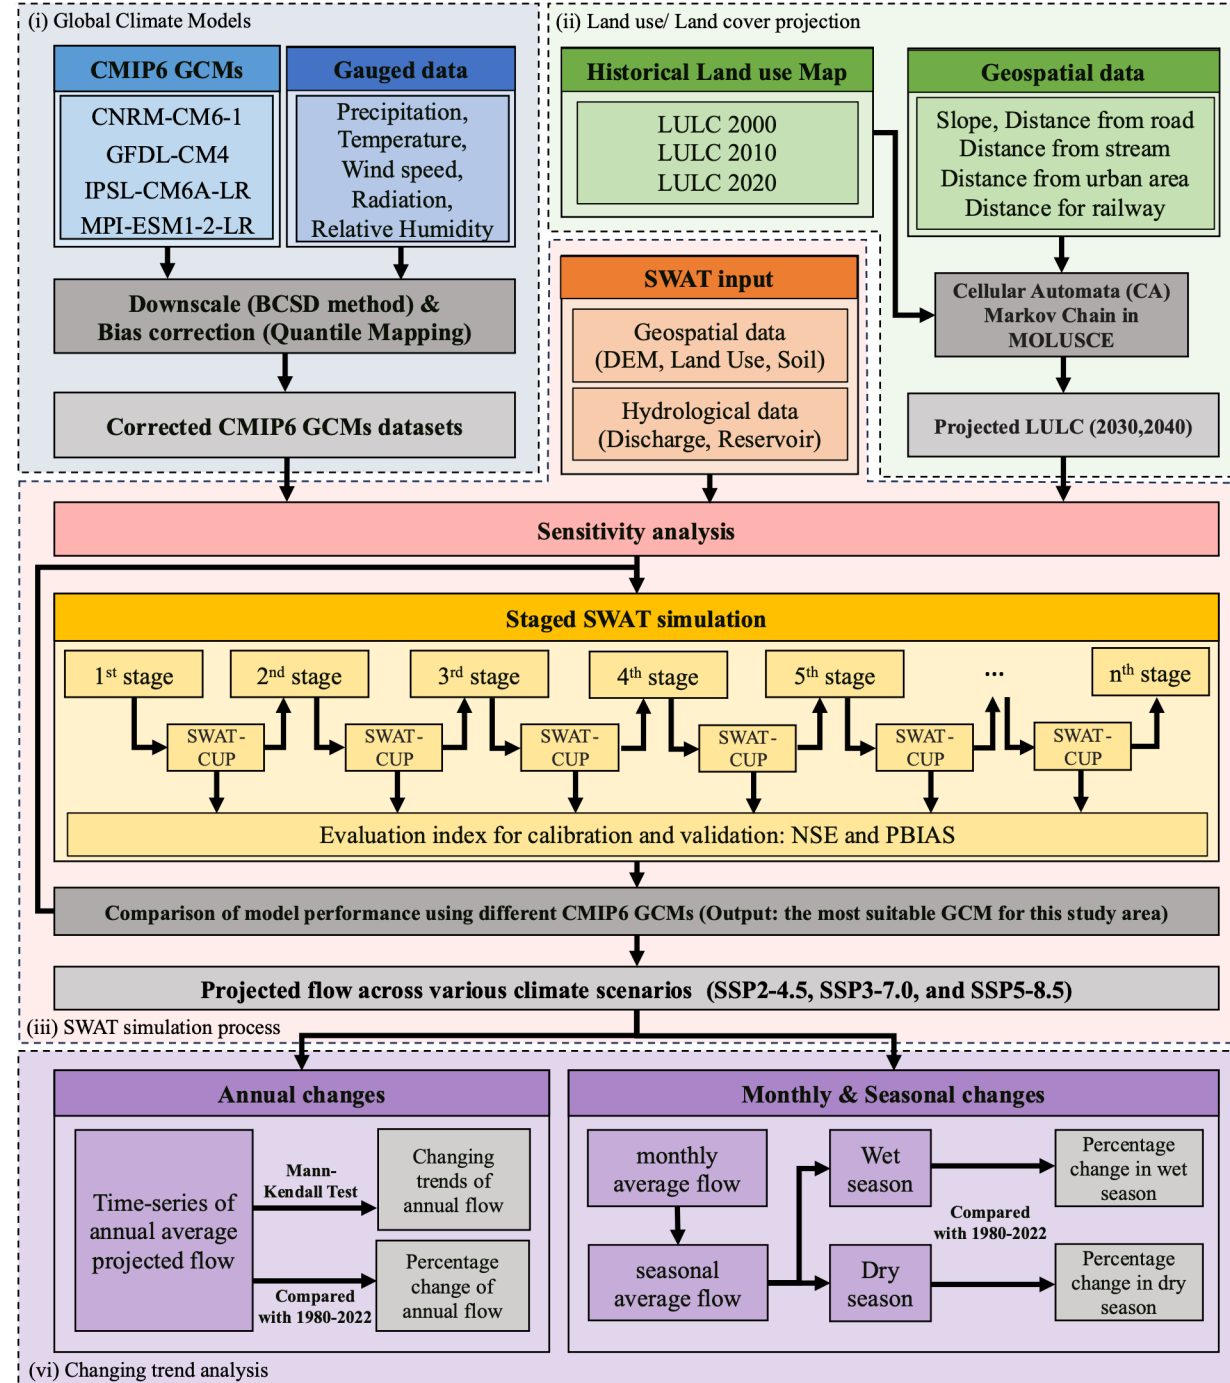 (i) Global Climate Models
CMIP6 GCMs
CNRM-CM6-1
GFDL-CM4
IPSL-CM6A-LR
MPI-ESM1-2-LR
Gauged data
Precipitation,
Temperature,
Wind speed,
Radiation,
Relative Humidity
Downscale (BCSD method) &
Bias correction (Quantile Mapping)
Corrected CMIP6 GCMs datasets
(ii) Land use/ Land cover projection
Historical Land use Map
LULC 2000
LULC 2010
LULC 2020
Geospatial data
Slope, Distance from road
Distance from stream
Distance from urban area
Distance for railway
Cellular Automata (CA)
Markov Chain in
MOLUSCE
Projected LULC (2030,2040)
SWAT input
Geospatial data
(DEM, Land Use, Soil)
Hydrological data
(Discharge,Reservoir)
Sensitivity analysis
Staged SWAT simulation
1st stage
2nd stage
3rd stage
4th stage
5th stage
...
nth stage
SWAT-
CUP
SWAT-
CUP
SWAT-
CUP
SWAT-
CUP
SWAT-
CUP
SWAT-
CUP
Evaluation index for calibration and validation: NSE and PBIAS
Comparison of model performance using different CMIP6 GCMs (Output: the most suitable GCM for this study area)
Projected flow across various climate scenarios (SSP2-4.5, SSP3-7.0, and SSP5-8.5)
(iii) SWAT simulation process
Annual changes
Time-series of
annual average
projected flow
Mann-
Kendall Test
Changing
trends of
annual flow
Compared
with 1980-2022
Percentage
change of
annual flow
Monthly & Seasonal changes
monthly
average flow
seasonal
average flow
Wet
season
Dry
season
Compared
with 1980-2022
Percentage
change in wet
season
Percentage
change in dry
season
(vi) Changing trend analysis